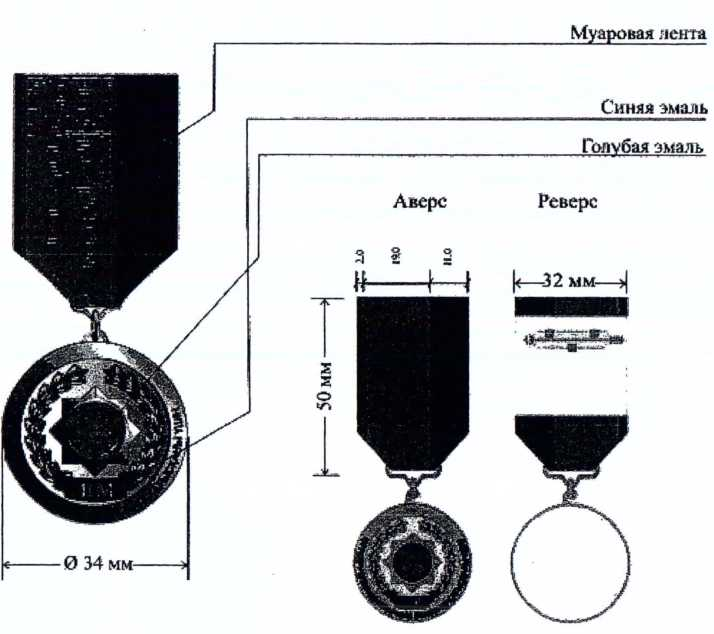 Муаровая лента
Синяя эмаль
Голубая эмаль
Аверс
Реверс
2.0
19.0
11.0
32 мм
50 мм
Ø 34 мм